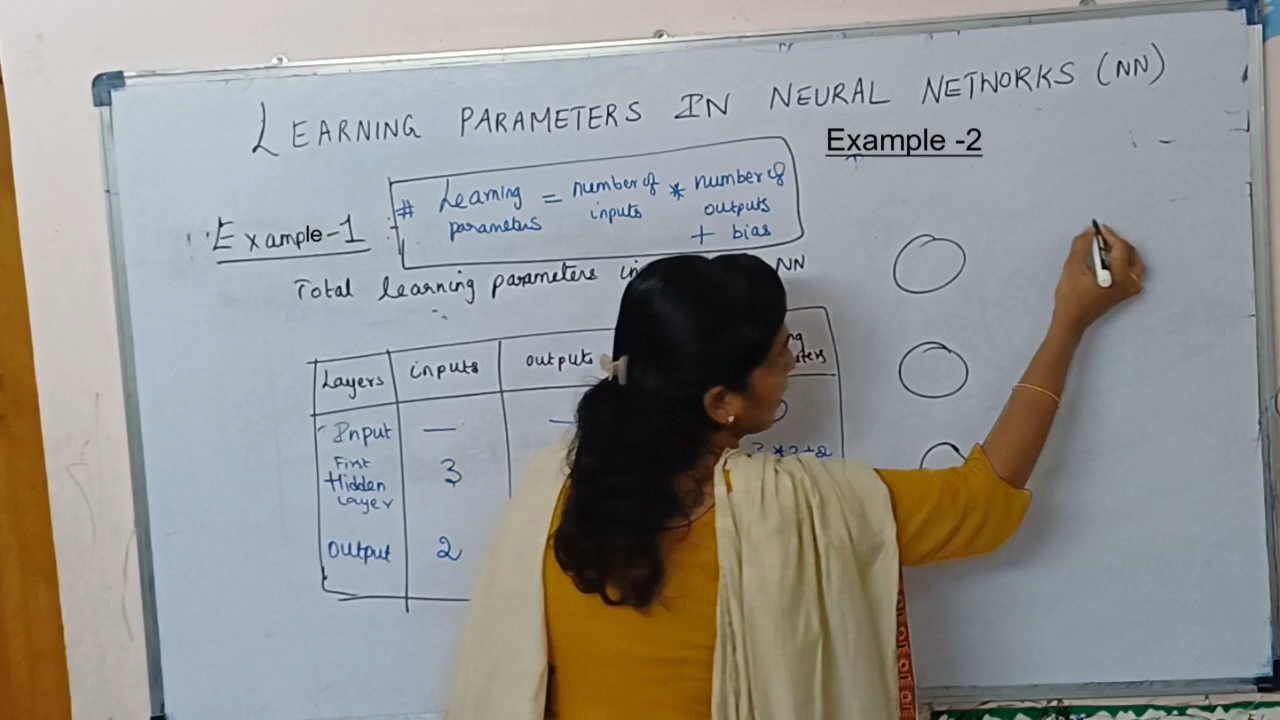 LEARNING PARAMETERS IN NEURAL NETWORKS (NN)
Example -2
# Learning = number of * number of
parameters inputs outputs
+ bias
Example-1 :-
Total learning parameters in NN
Layers inputs outputs
Input — —
First
Hidden 3
Layer
output 2